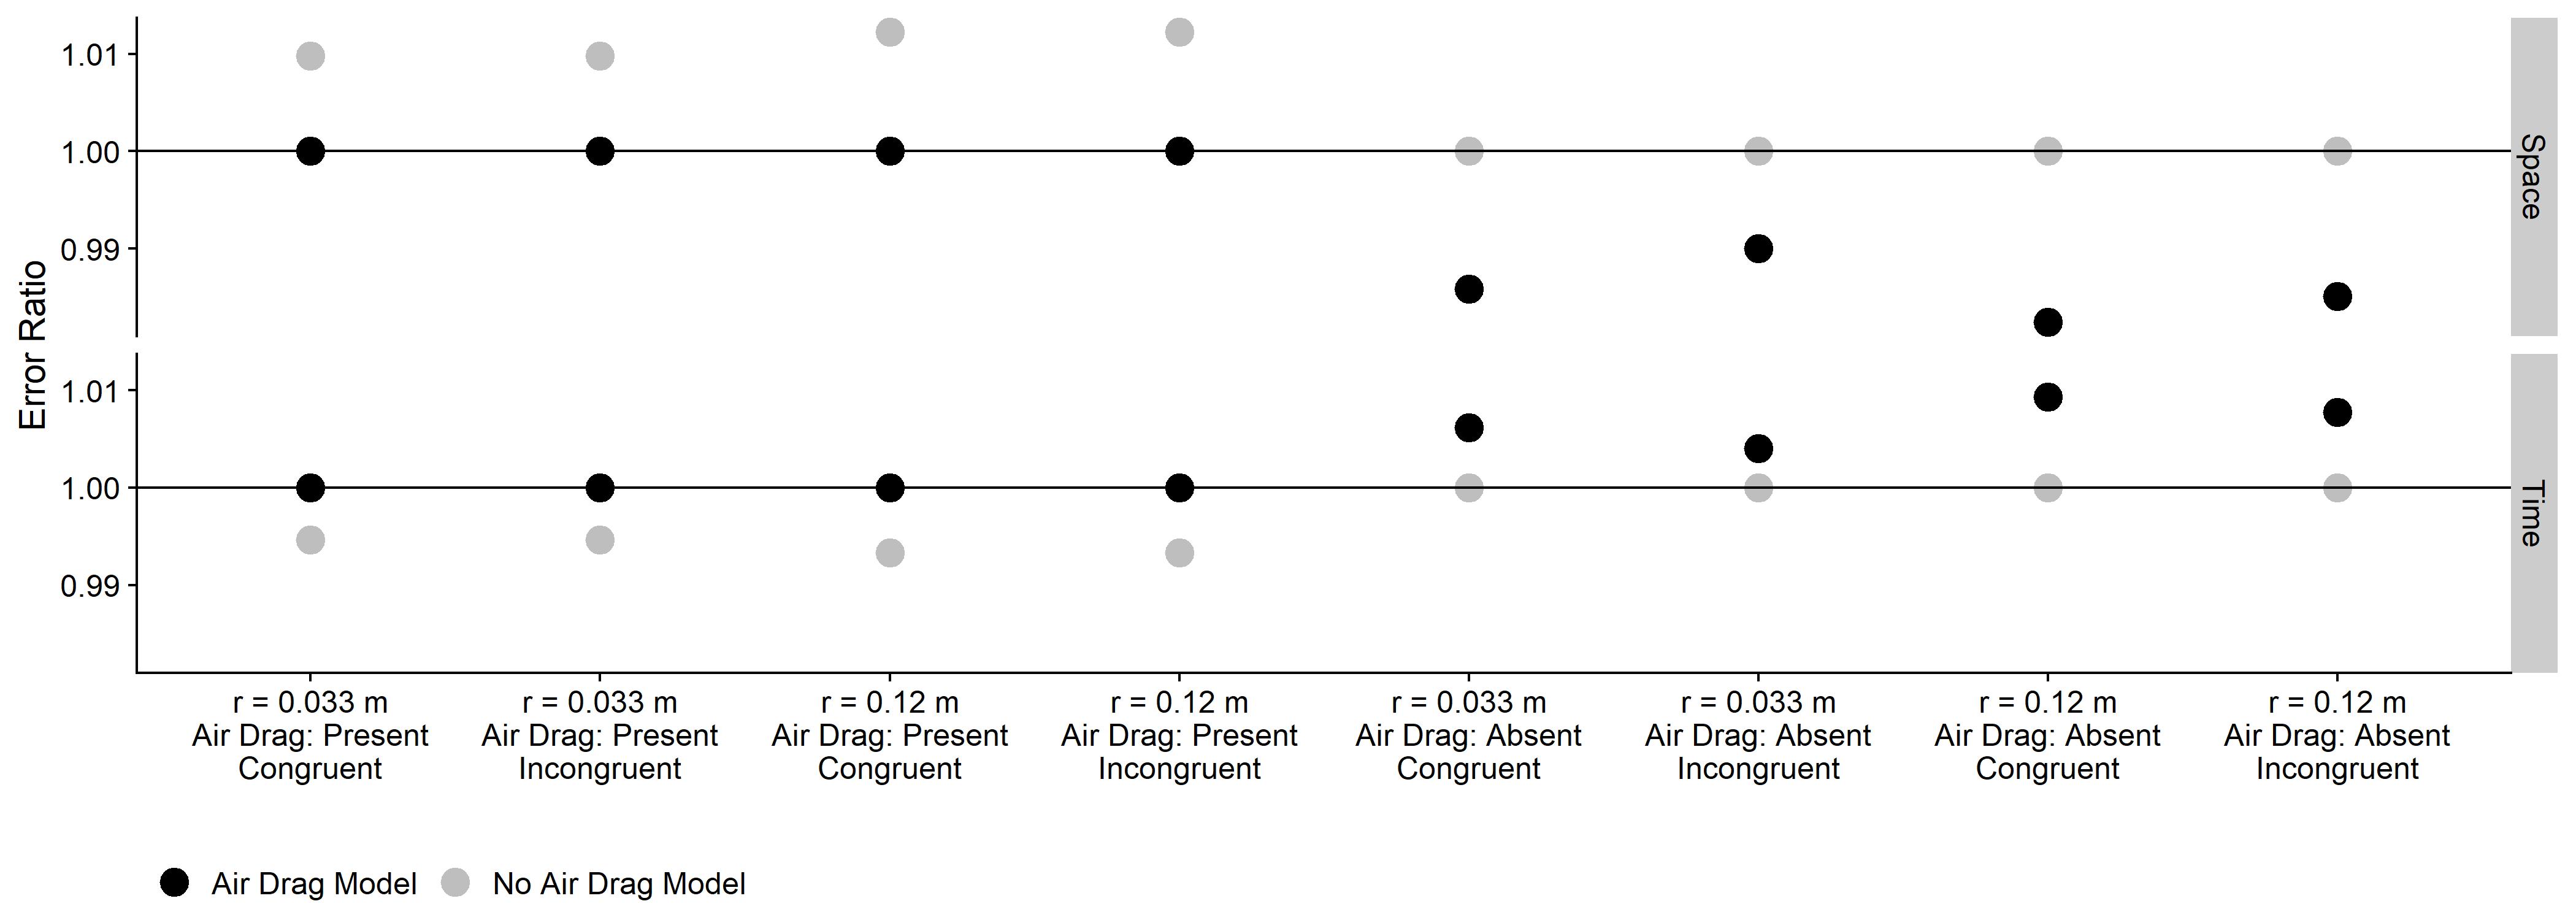 Error Ratio
1.01
1.00
0.99
Space
1.01
1.00
0.99
Time
r = 0.033 m
Air Drag: Present
Congruent
r = 0.033 m
Air Drag: Present
Incongruent
r = 0.12 m
Air Drag: Present
Congruent
r = 0.12 m
Air Drag: Present
Incongruent
r = 0.033 m
Air Drag: Absent
Congruent
r = 0.033 m
Air Drag: Absent
Incongruent
r = 0.12 m
Air Drag: Absent
Congruent
r = 0.12 m
Air Drag: Absent
Incongruent
Air Drag Model
No Air Drag Model